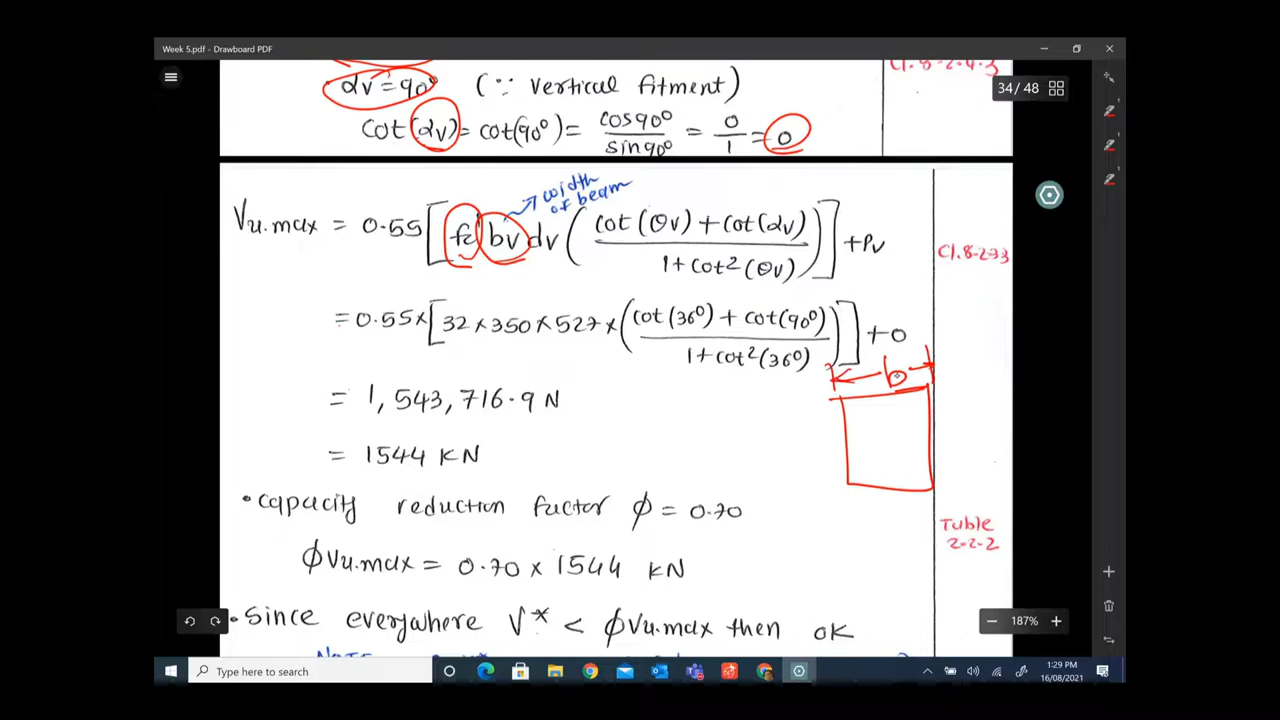 Week 5.pdf - Drawboard PDF
Cl.8.2.4.3
αv = 90° (∵ vertical fitment)
34 / 48
cot (αv) = cot(90°) = cos90° / sin90° = 0 / 1 = 0
width of beam
Vu.max = 0.55 [ f'c bv dv ( cot (θv) + cot (αv) / 1 + cot² (θv) ) ] + Pv
Cl.8.2.3.3
= 0.55 × [ 32 × 350 × 527 × ( cot (36°) + cot (90°) / 1 + cot² (36°) ) ] + 0
b
= 1,543,716.9 N
= 1544 KN
• capacity reduction factor ϕ = 0.70
Table 2.2.2
ϕVu.max = 0.70 × 1544 KN
• Since everywhere V* < ϕVu.max then OK
187%
Type here to search
1:29 PM
16/08/2021